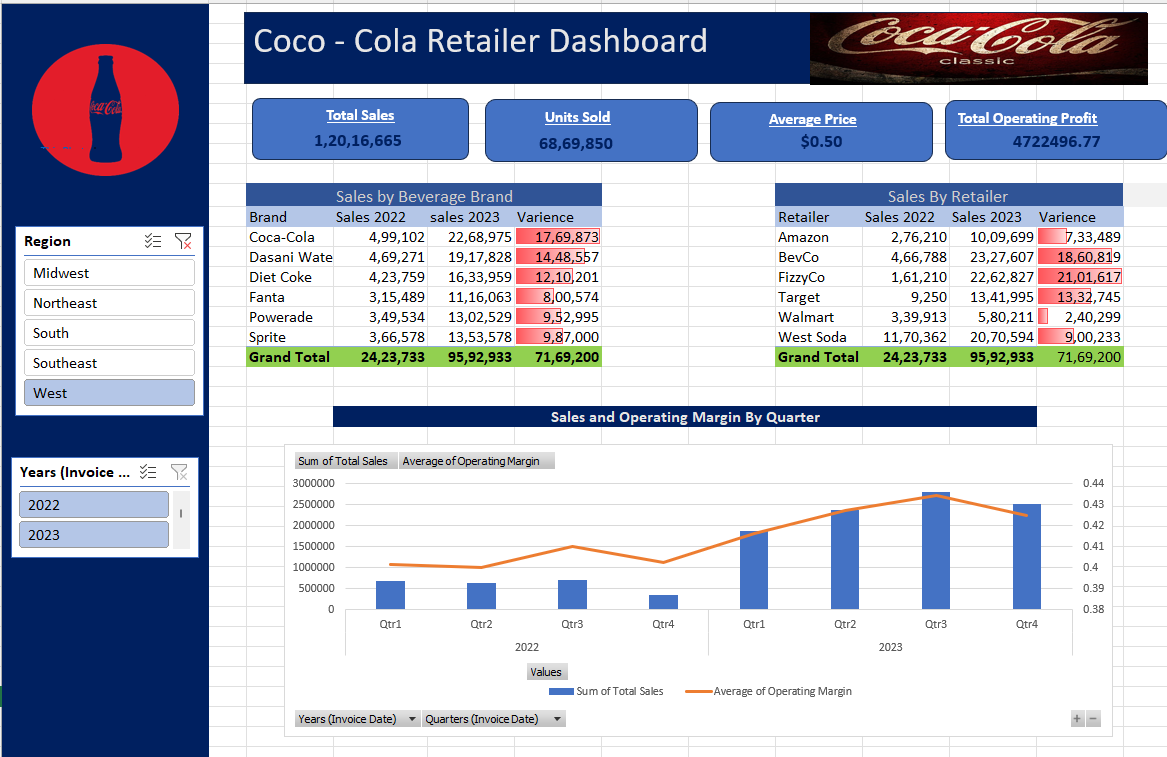 Coca-Cola
Coco - Cola Retailer Dashboard
Coca-Cola
classic
Total Sales
1,20,16,665
Units Sold
68,69,850
Average Price
$0.50
Total Operating Profit
4722496.77
Region
Midwest
Northeast
South
Southeast
West
Years (Invoice ...
2022
2023
Sales by Beverage Brand
Brand Sales 2022 sales 2023 Varience
Coca-Cola 4,99,102 22,68,975 17,69,873
Dasani Wate 4,69,271 19,17,828 14,48,557
Diet Coke 4,23,759 16,33,959 12,10,201
Fanta 3,15,489 11,16,063 8,00,574
Powerade 3,49,534 13,02,529 9,52,995
Sprite 3,66,578 13,53,578 9,87,000
Grand Total 24,23,733 95,92,933 71,69,200
Sales By Retailer
Retailer Sales 2022 Sales 2023 Varience
Amazon 2,76,210 10,09,699 7,33,489
BevCo 4,66,788 23,27,607 18,60,819
FizzyCo 1,61,210 22,62,827 21,01,617
Target 9,250 13,41,995 13,32,745
Walmart 3,39,913 5,80,211 2,40,299
West Soda 11,70,362 20,70,594 9,00,233
Grand Total 24,23,733 95,92,933 71,69,200
Sales and Operating Margin By Quarter
Sum of Total Sales Average of Operating Margin
3000000 0.44
2500000 0.43
2000000 0.42
1500000 0.41
1000000 0.4
500000 0.39
0 0.38
Qtr1 Qtr2 Qtr3 Qtr4 Qtr1 Qtr2 Qtr3 Qtr4
2022 2023
Values
Sum of Total Sales Average of Operating Margin
Years (Invoice Date) Quarters (Invoice Date)
+ −